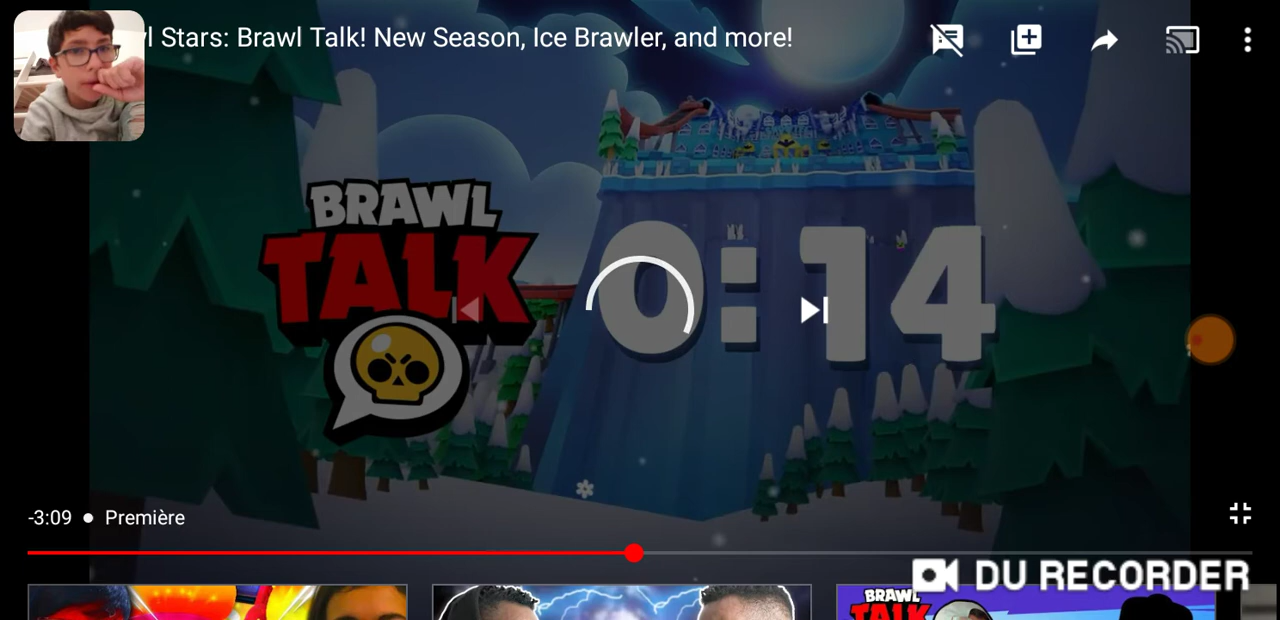 l Stars: Brawl Talk! New Season, Ice Brawler, and more!
BRAWL
TALK
0:14
-3:09 ● Première
DU RECORDER
BRAWL
TALK